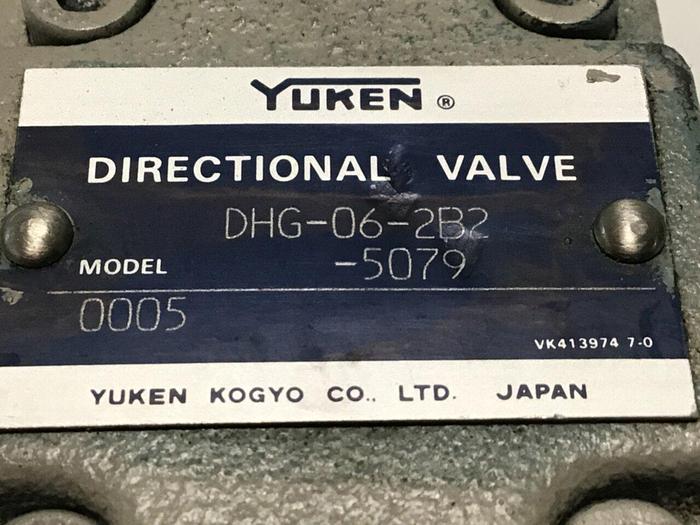 YUKEN ®
DIRECTIONAL VALVE
DHG-06-2B2
MODEL -5079
0005
VK413974 7-0
YUKEN KOGYO CO., LTD. JAPAN